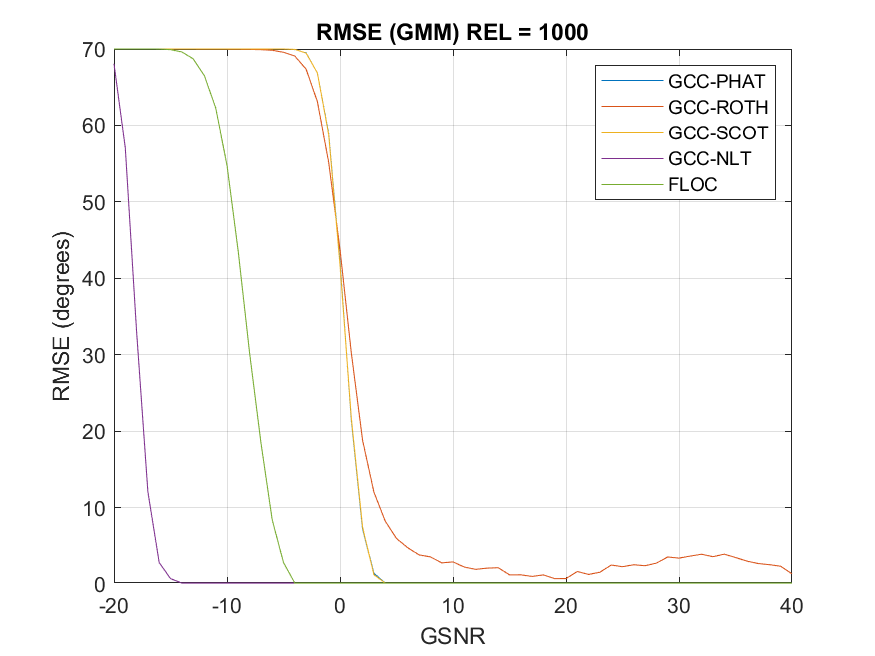 RMSE (GMM) REL = 1000
70
60
50
40
30
20
10
0
RMSE (degrees)
GCC-PHAT
GCC-ROTH
GCC-SCOT
GCC-NLT
FLOC
-20 -10 0 10 20 30 40
GSNR